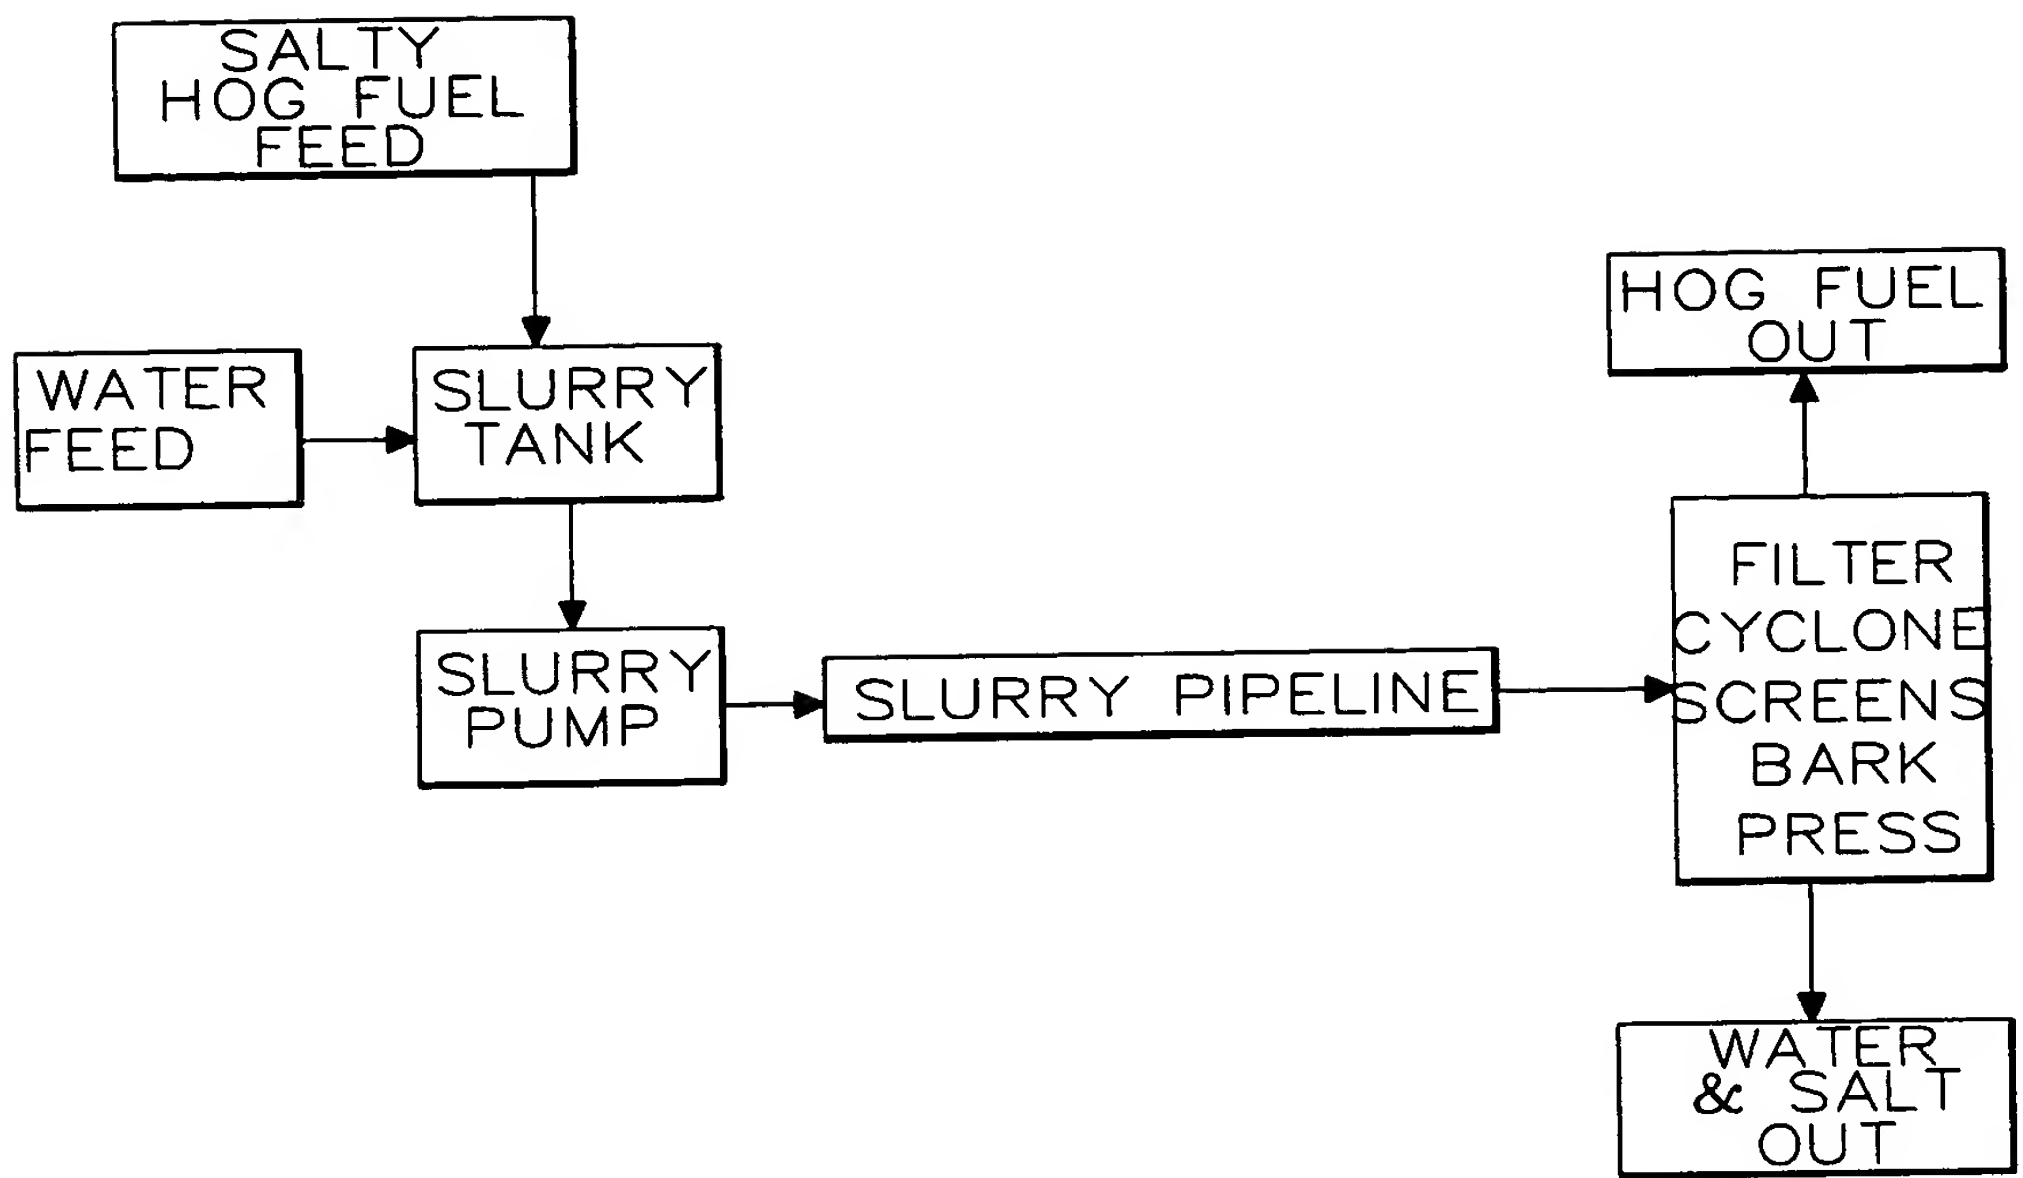 SALTY
HOG FUEL
FEED
WATER
FEED
SLURRY
TANK
SLURRY
PUMP
SLURRY PIPELINE
HOG FUEL
OUT
FILTER
CYCLONE
SCREENS
BARK
PRESS
WATER
& SALT
OUT